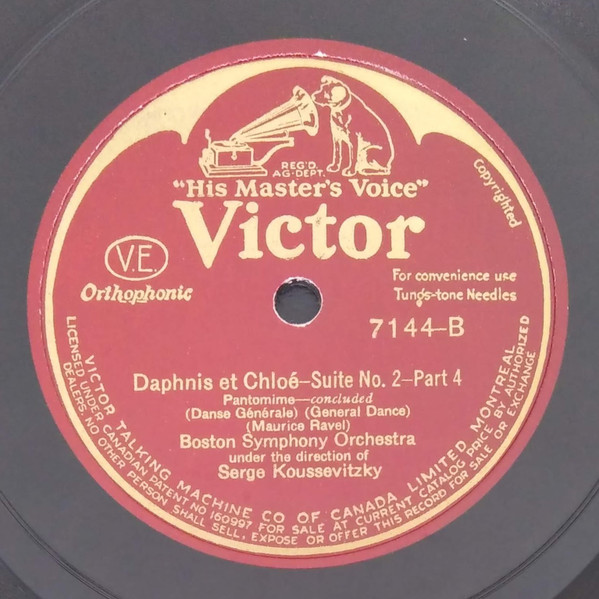 REG'D.
AG-DEPT.
"His Master's Voice"
Victor
Copyrighted
V.E.
Orthophonic
For convenience use
Tungs-tone Needles
7144-B
Daphnis et Chloé-Suite No. 2-Part 4
Pantomime-concluded
(Danse Générale) (General Dance)
(Maurice Ravel)
Boston Symphony Orchestra
under the direction of
Serge Koussevitzky
VICTOR TALKING MACHINE CO OF CANADA LIMITED, MONTREAL
LICENSED UNDER CANADIAN PATENT NO 160997 FOR SALE AT CURRENT CATALOG PRICE BY AUTHORIZED
DEALERS. NO OTHER PERSON SHALL SELL, EXPOSE OR OFFER THIS RECORD FOR SALE OR EXCHANGE